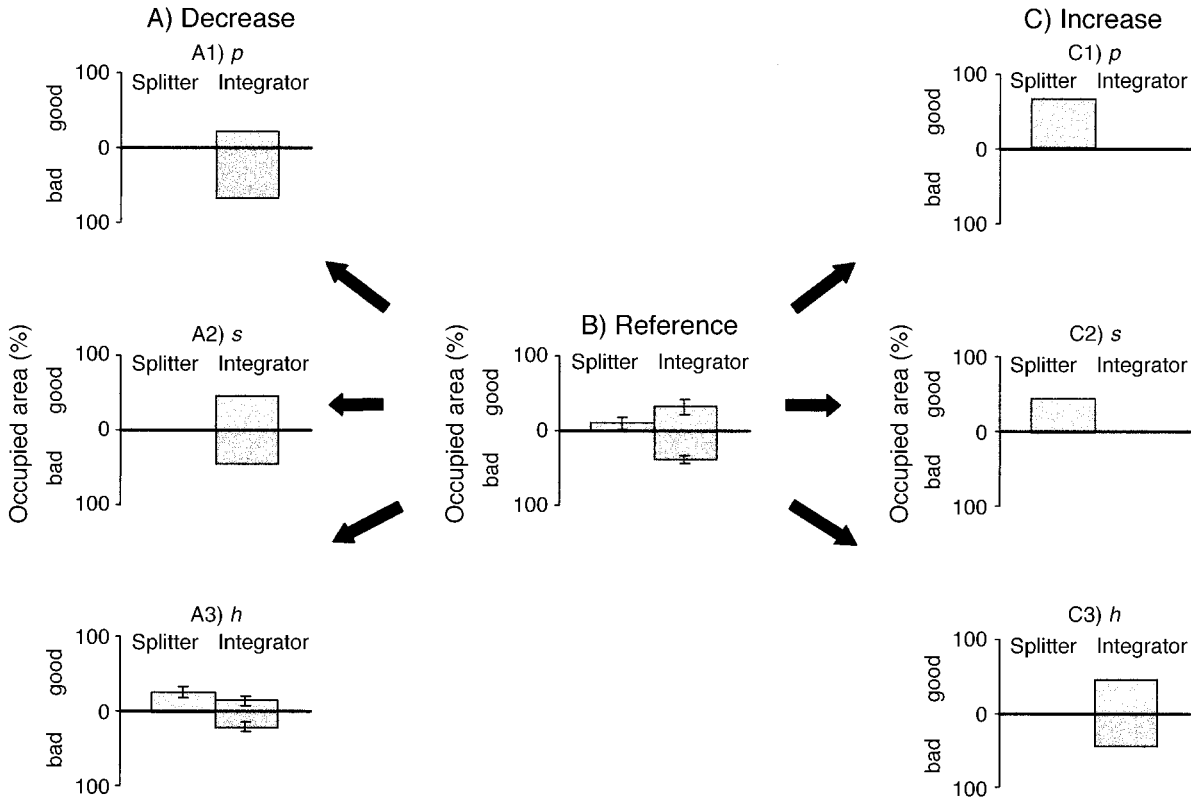 A) Decrease
A1) p
100
Splitter Integrator
good
0
bad
100
C) Increase
C1) p
100
Splitter Integrator
good
0
bad
100
Occupied area (%)
A2) s
100
Splitter Integrator
good
0
bad
100
B) Reference
Occupied area (%)
100
Splitter Integrator
good
0
bad
100
Occupied area (%)
C2) s
100
Splitter Integrator
good
0
bad
100
A3) h
100
Splitter Integrator
good
0
bad
100
C3) h
100
Splitter Integrator
good
0
bad
100